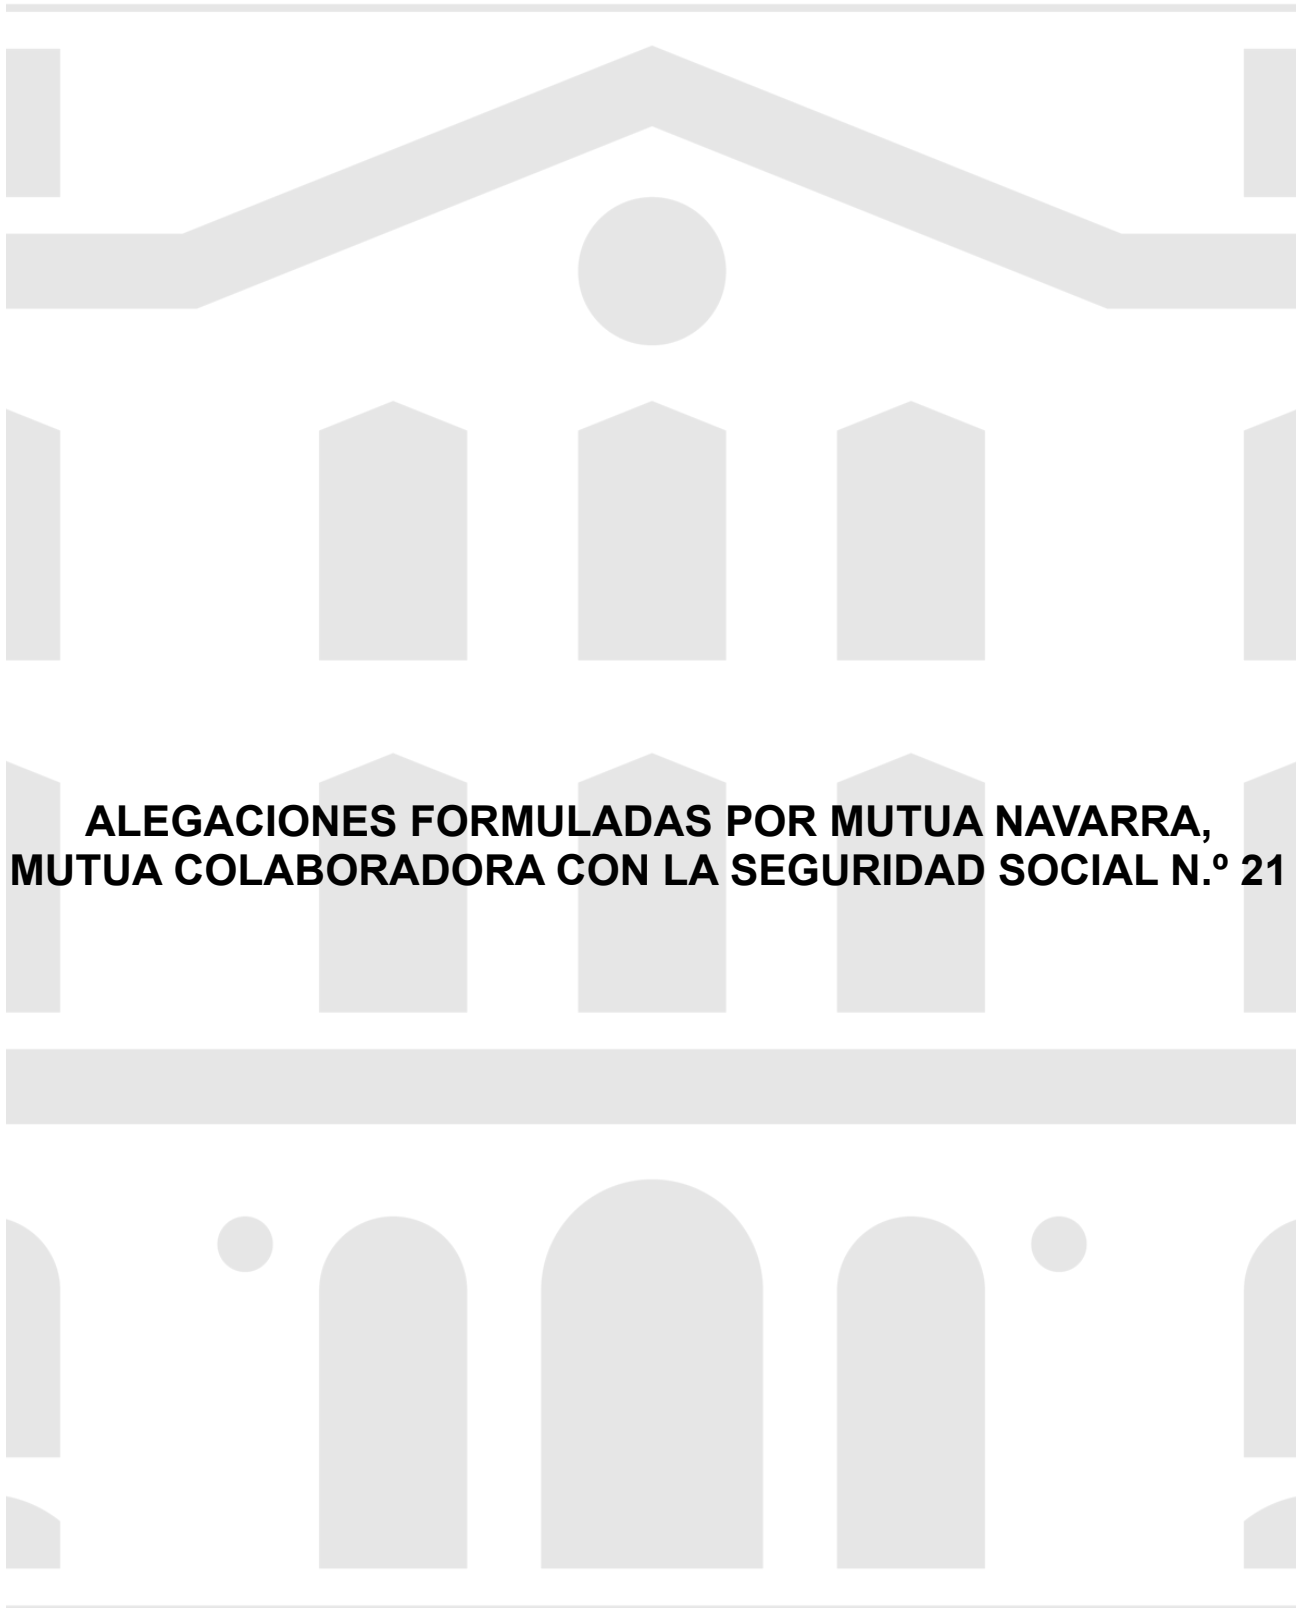 ALEGACIONES FORMULADAS POR MUTUA NAVARRA,
MUTUA COLABORADORA CON LA SEGURIDAD SOCIAL N.º 21